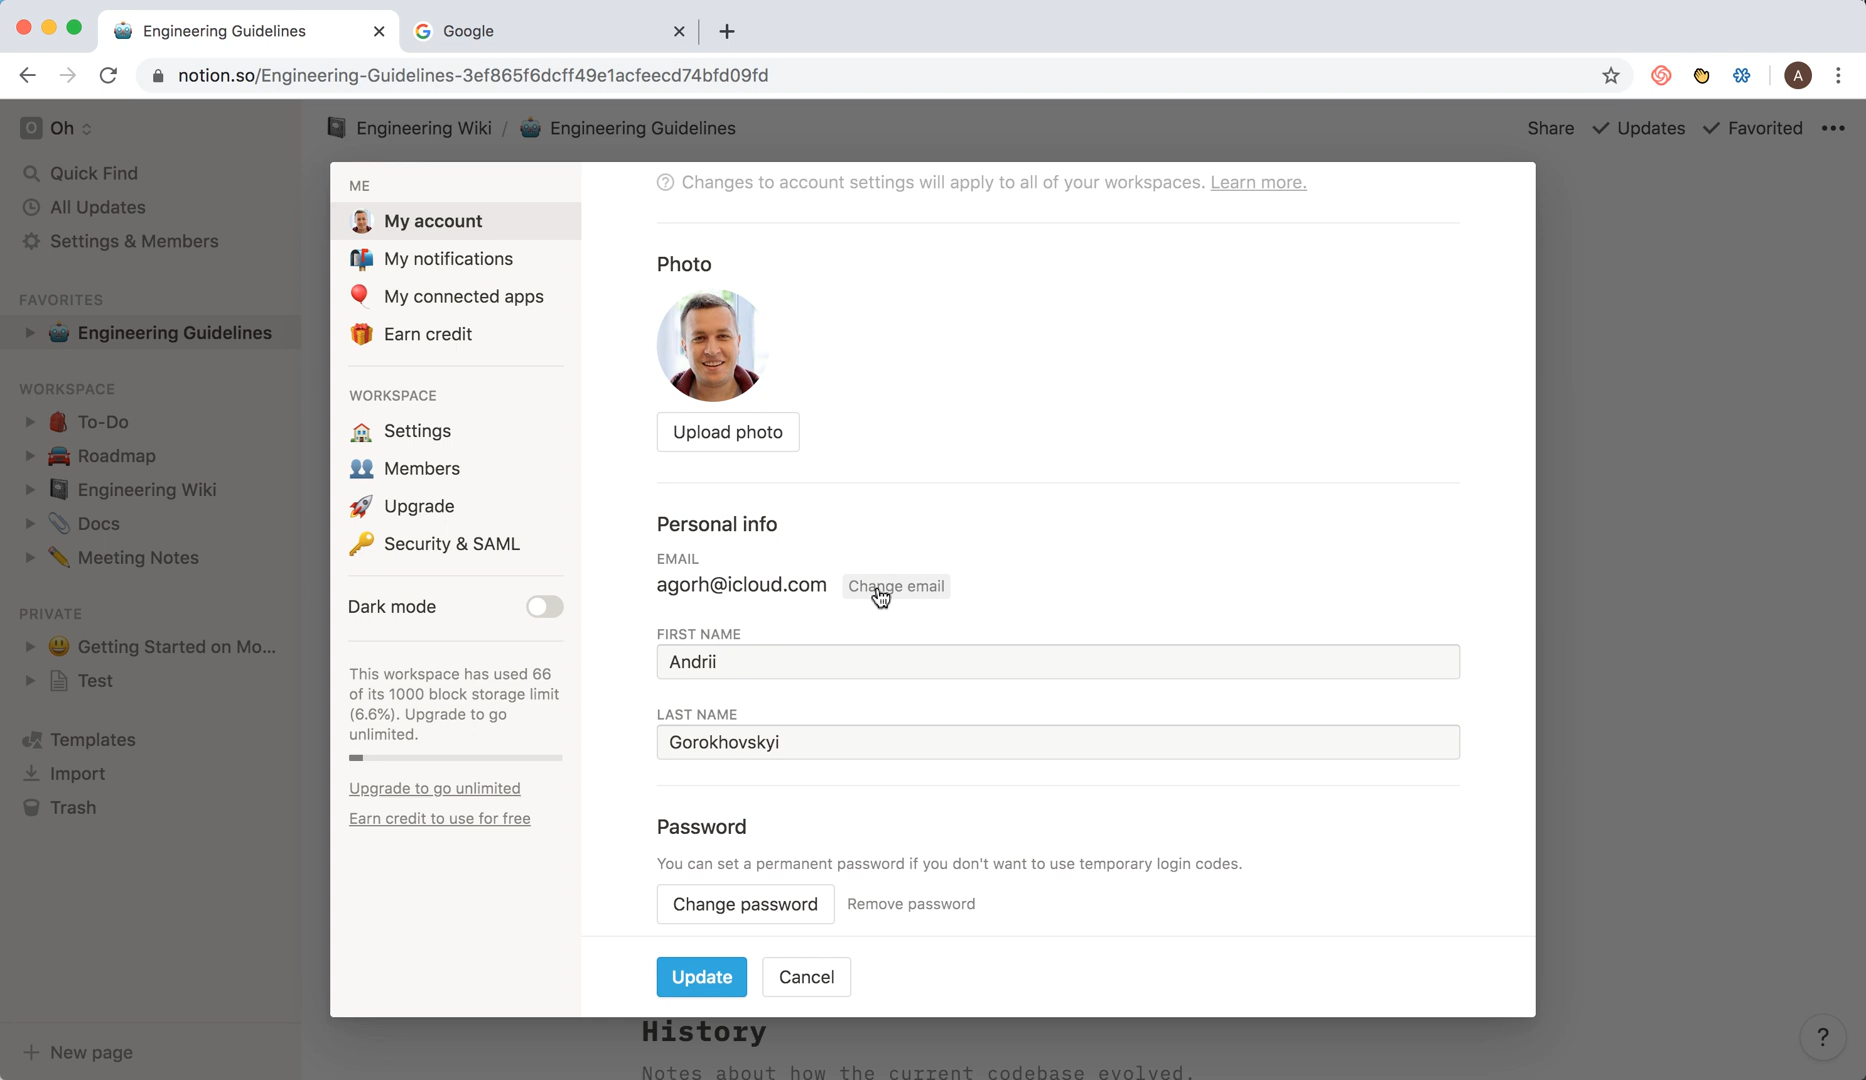 Engineering Guidelines
Google
notion.so/Engineering-Guidelines-3ef865f6dcff49e1acfeecd74bfd09fd
A
O Oh
Quick Find
All Updates
Settings & Members
FAVORITES
Engineering Guidelines
WORKSPACE
To-Do
Roadmap
Engineering Wiki
Docs
Meeting Notes
PRIVATE
Getting Started on Mo...
Test
Templates
Import
Trash
New page
Engineering Wiki / Engineering Guidelines
Share Updates Favorited
ME
My account
My notifications
My connected apps
Earn credit
WORKSPACE
Settings
Members
Upgrade
Security & SAML
Dark mode
This workspace has used 66
of its 1000 block storage limit
(6.6%). Upgrade to go
unlimited.
Upgrade to go unlimited
Earn credit to use for free
Changes to account settings will apply to all of your workspaces. Learn more.
Photo
Upload photo
Personal info
EMAIL
agorh@icloud.com Change email
FIRST NAME
Andrii
LAST NAME
Gorokhovskyi
Password
You can set a permanent password if you don't want to use temporary login codes.
Change password Remove password
Update Cancel
History
Notes about how the current codebase evolved.
?